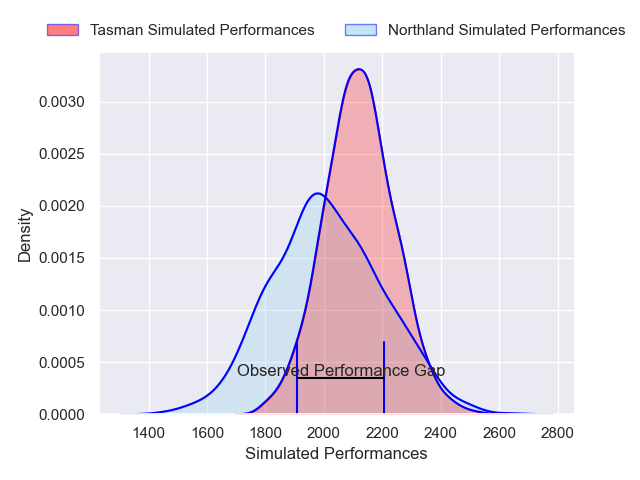 Tasman Simulated Performances
Northland Simulated Performances
0.0030
0.0025
0.0020
0.0015
0.0010
0.0005
0.0000
Density
Observed Performance Gap
1400 1600 1800 2000 2200 2400 2600 2800
Simulated Performances